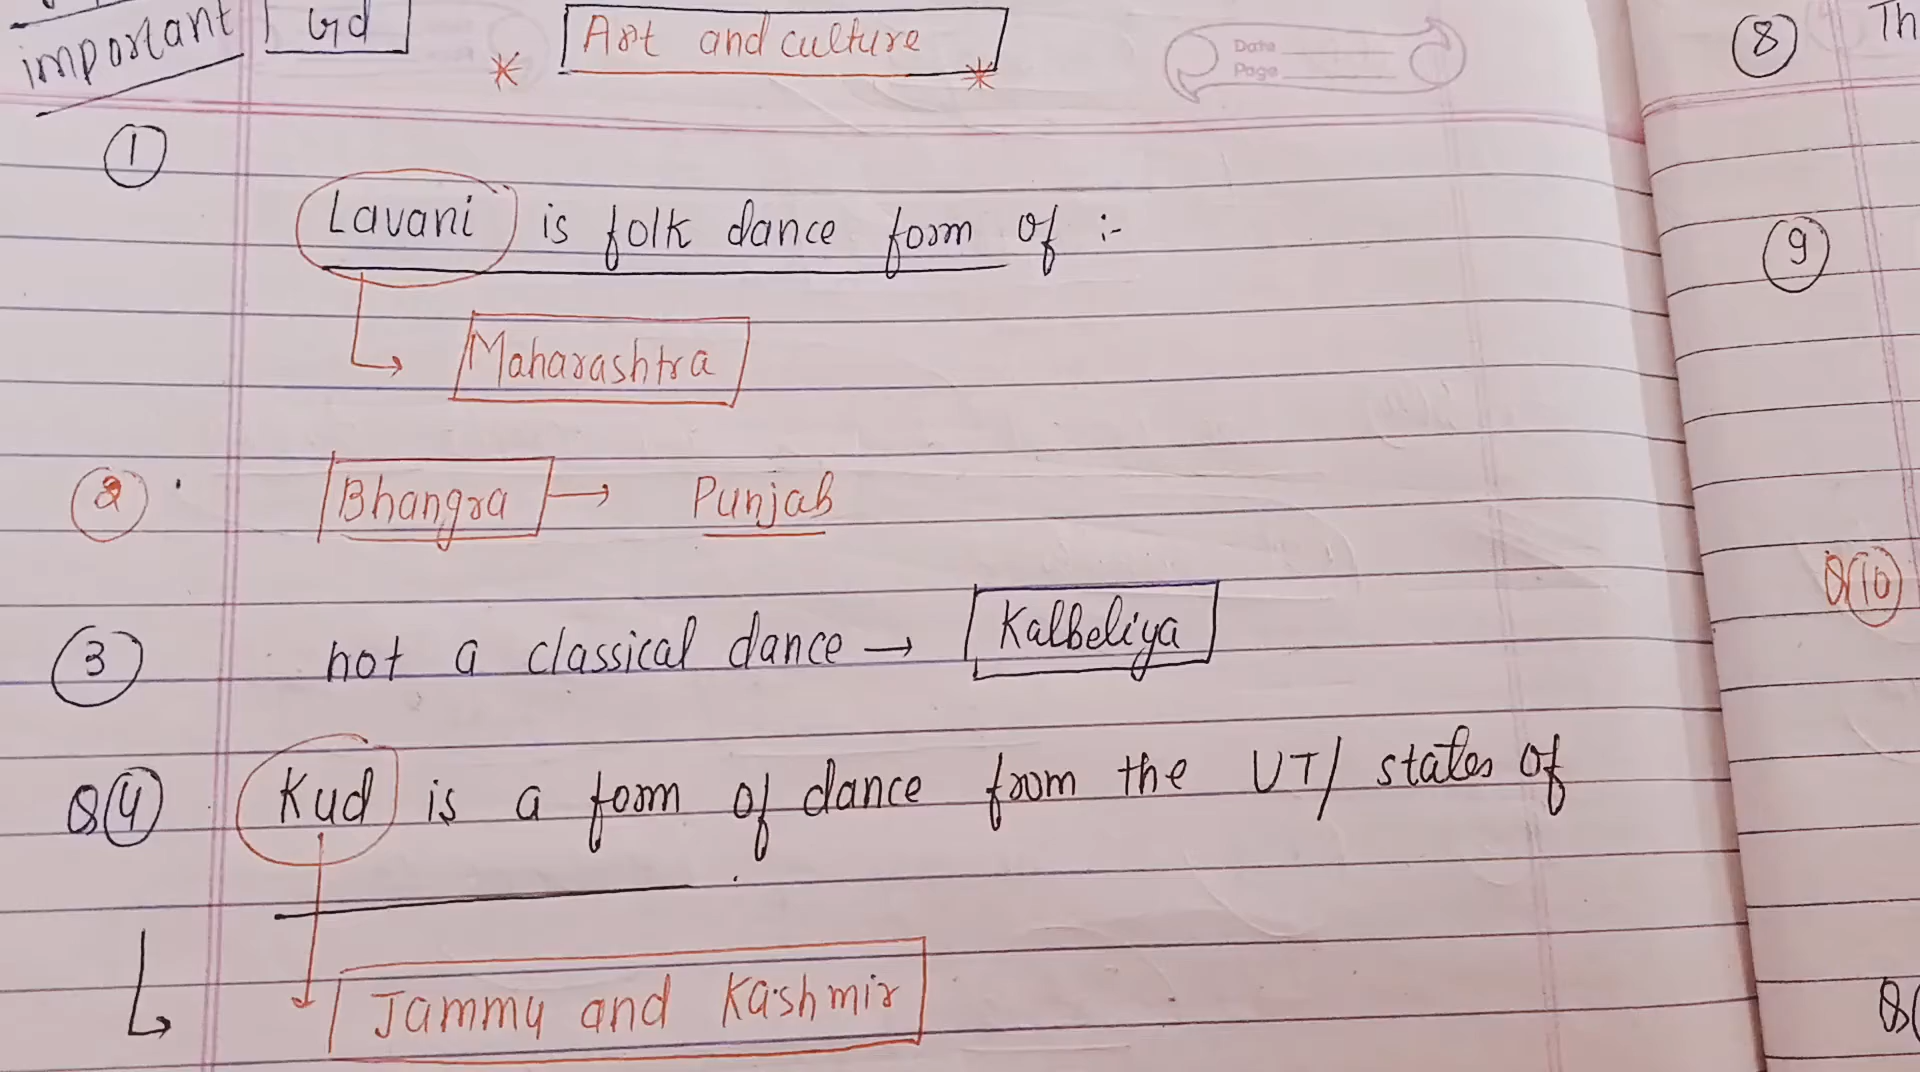 important Gd
* Art and culture *
Date
Page
1
Lavani is folk dance form of :-
Maharashtra
2 Bhangra → Punjab
3 not a classical dance → Kalbeliya
Q4 Kud is a form of dance from the UT/ states of
Jammu and Kashmir
8 Th
9
Q10